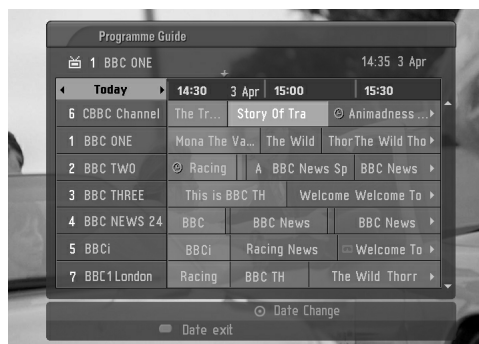 Programme Guide
1 BBC ONE 14:35 3 Apr
Today 14:30 3 Apr 15:00 15:30
6 CBBC Channel The Tr... Story Of Tra Animadness ...
1 BBC ONE Mona The Va... The Wild Thor The Wild Tho
2 BBC TWO Racing A BBC News Sp BBC News
3 BBC THREE This is BBC TH Welcome Welcome To
4 BBC NEWS 24 BBC BBC News BBC News
5 BBCi BBCi Racing News Welcome To
7 BBC1 London Racing BBC TH The Wild Thorr
Date Change
Date exit